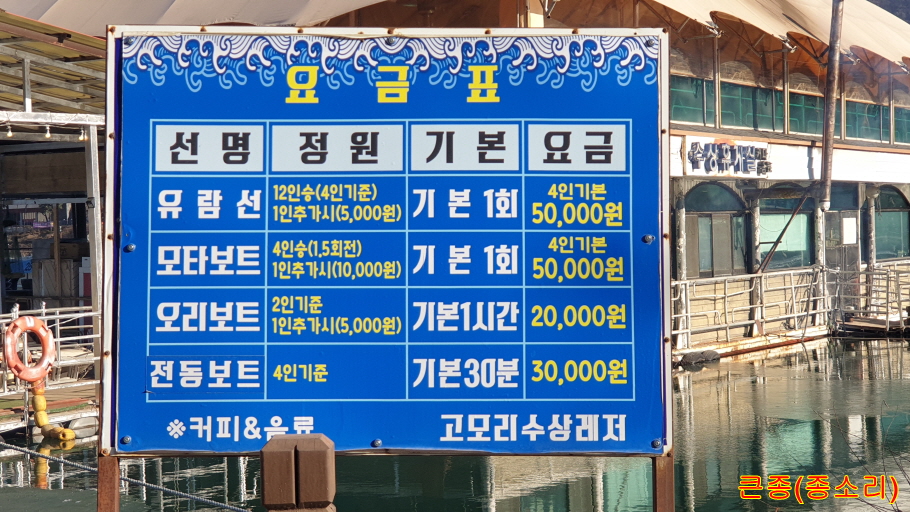 요금표
선명 정원 기본 요금
유람선 12인승(4인기준) 1인추가시(5,000원) 기본 1회 4인기본 50,000원
모타보트 4인승(1,5회전) 1인추가시(10,000원) 기본 1회 4인기본 50,000원
오리보트 2인기준 1인추가시(5,000원) 기본1시간 20,000원
전동보트 4인기준 기본30분 30,000원
※커피&음료 고모리수상레저
큰종(종소리)